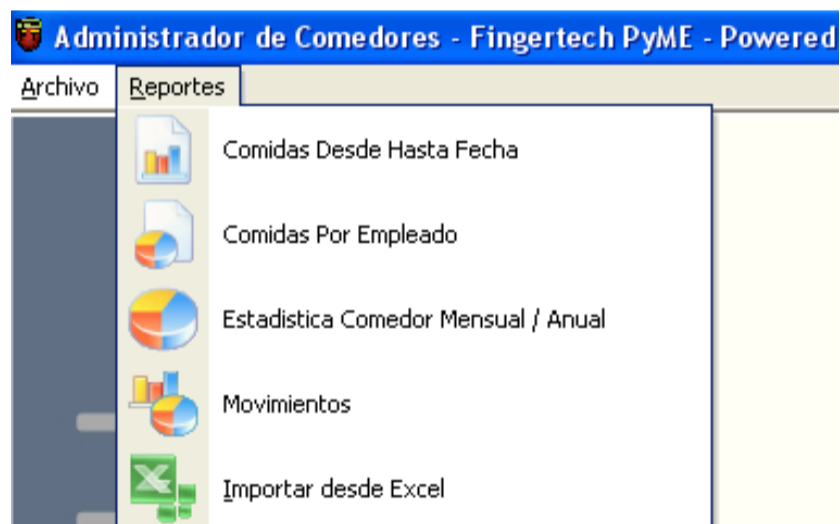 Administrador de Comedores - Fingertech PyME - Powered
Archivo Reportes
Comidas Desde Hasta Fecha
Comidas Por Empleado
Estadistica Comedor Mensual / Anual
Movimientos
Importar desde Excel